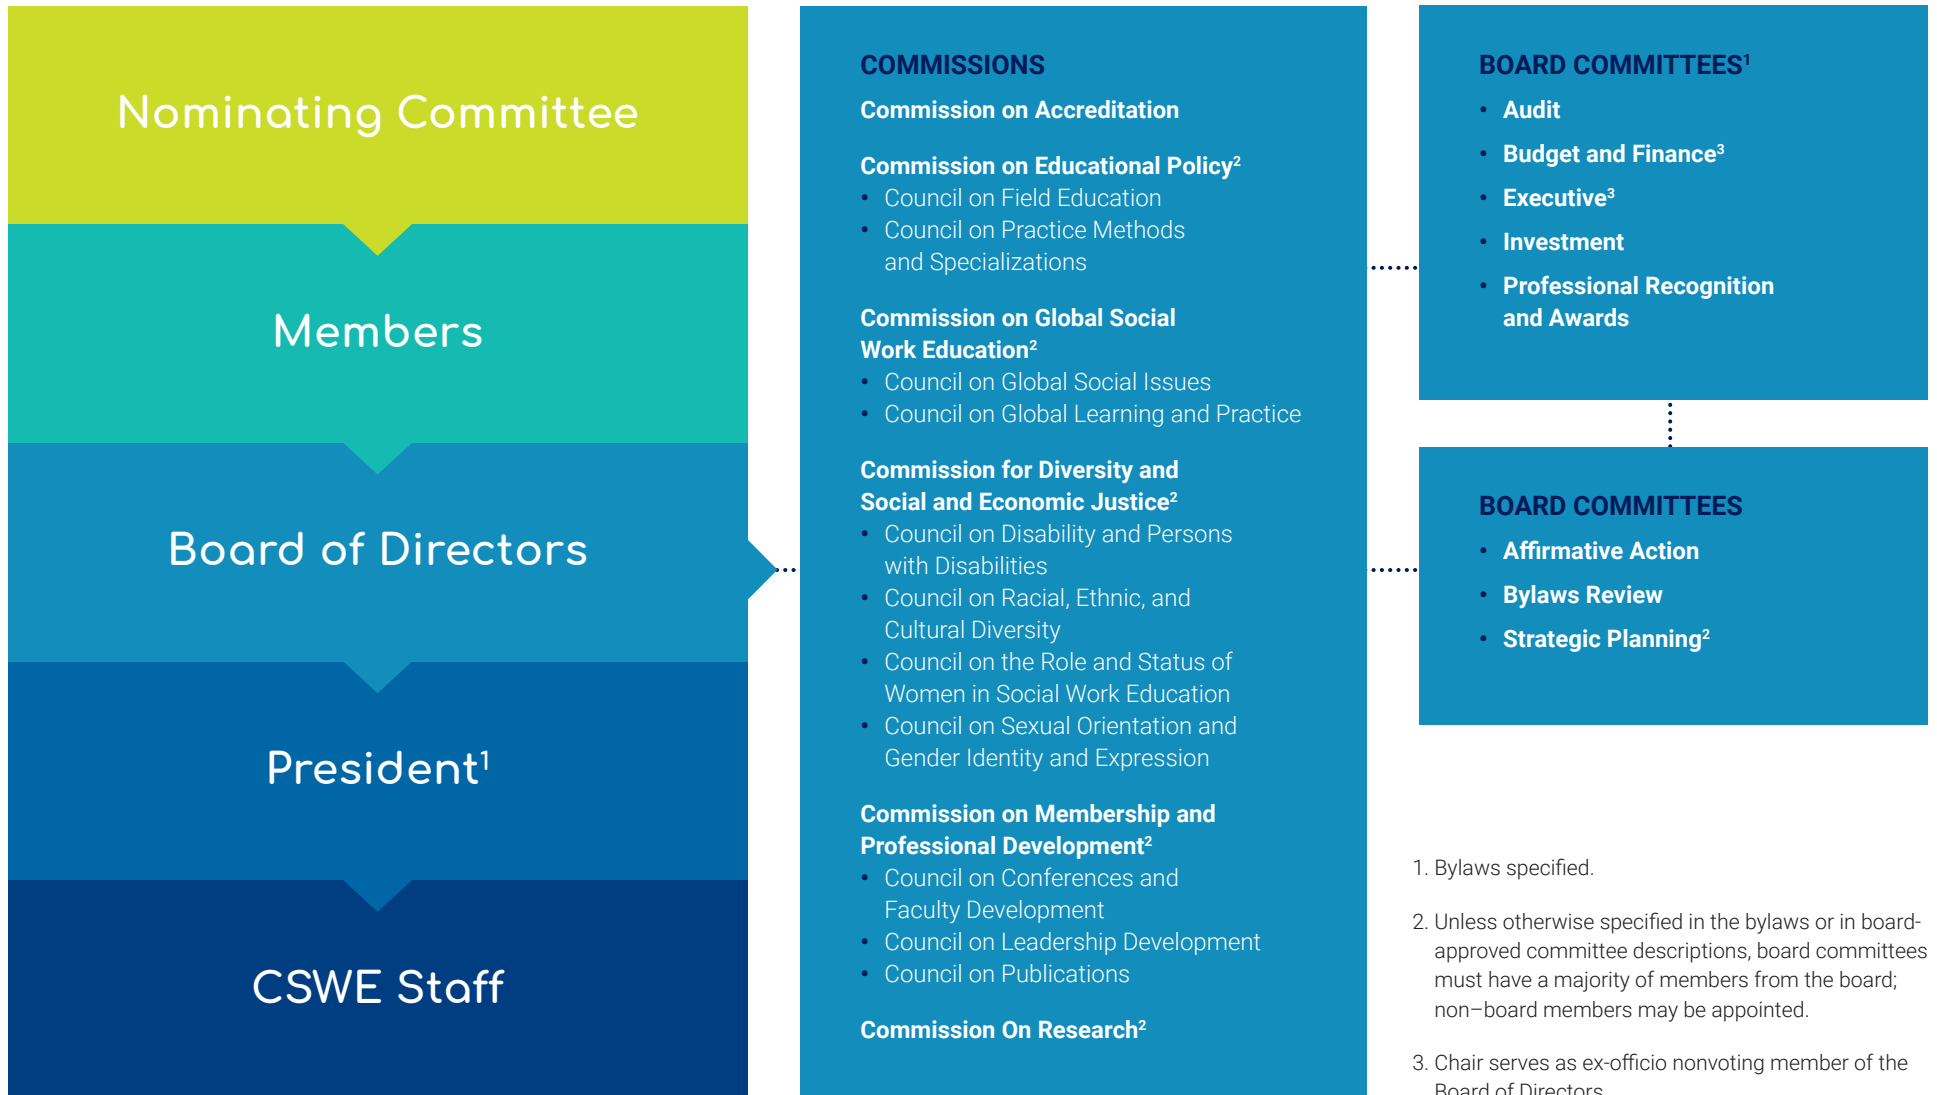 Nominating Committee
Members
Board of Directors
President¹
CSWE Staff
COMMISSIONS
Commission on Accreditation
Commission on Educational Policy²
• Council on Field Education
• Council on Practice Methods
and Specializations
Commission on Global Social
Work Education²
• Council on Global Social Issues
• Council on Global Learning and Practice
Commission for Diversity and
Social and Economic Justice²
• Council on Disability and Persons
with Disabilities
• Council on Racial, Ethnic, and
Cultural Diversity
• Council on the Role and Status of
Women in Social Work Education
• Council on Sexual Orientation and
Gender Identity and Expression
Commission on Membership and
Professional Development²
• Council on Conferences and
Faculty Development
• Council on Leadership Development
• Council on Publications
Commission On Research²
BOARD COMMITTEES¹
• Audit
• Budget and Finance³
• Executive³
• Investment
• Professional Recognition
and Awards
BOARD COMMITTEES
• Affirmative Action
• Bylaws Review
• Strategic Planning²
1. Bylaws specified.
2. Unless otherwise specified in the bylaws or in board-
approved committee descriptions, board committees
must have a majority of members from the board;
non–board members may be appointed.
3. Chair serves as ex-officio nonvoting member of the
Board of Directors